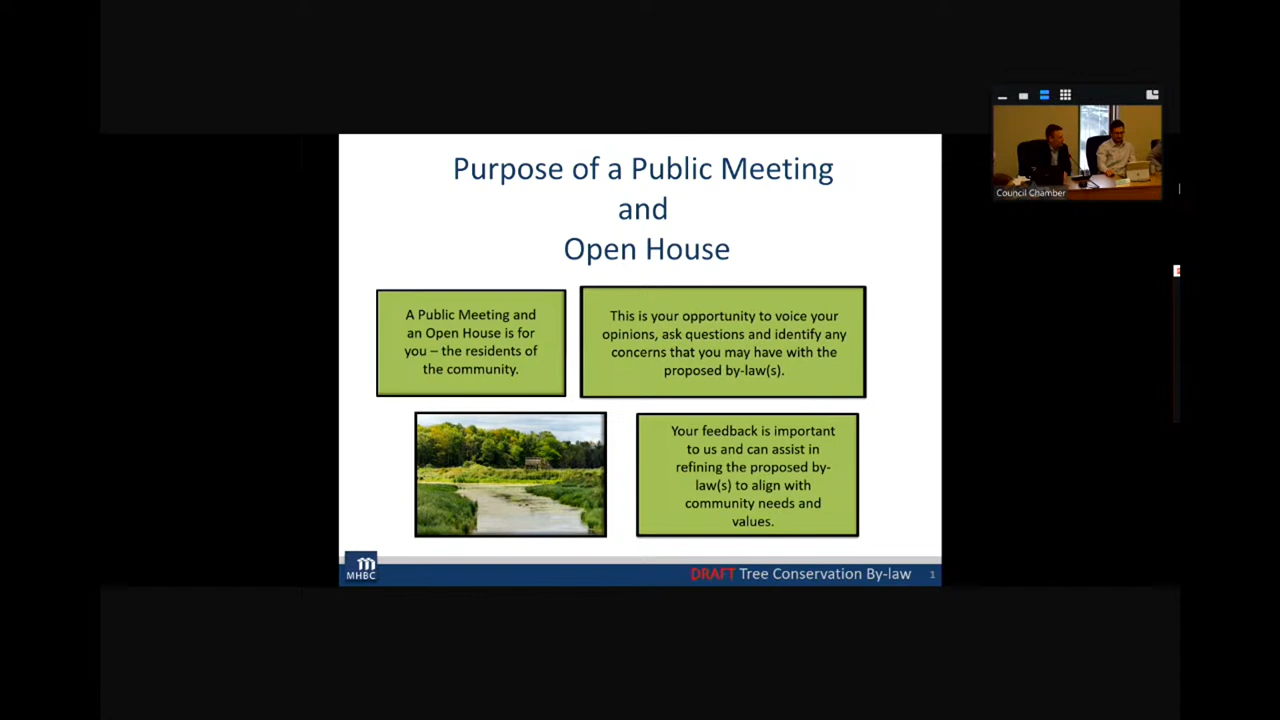 Purpose of a Public Meeting
and
Open House
A Public Meeting and
an Open House is for
you – the residents of
the community.
This is your opportunity to voice your
opinions, ask questions and identify any
concerns that you may have with the
proposed by-law(s).
Your feedback is important
to us and can assist in
refining the proposed by-
law(s) to align with
community needs and
values.
Council Chamber
MHBC
DRAFT Tree Conservation By-law 1